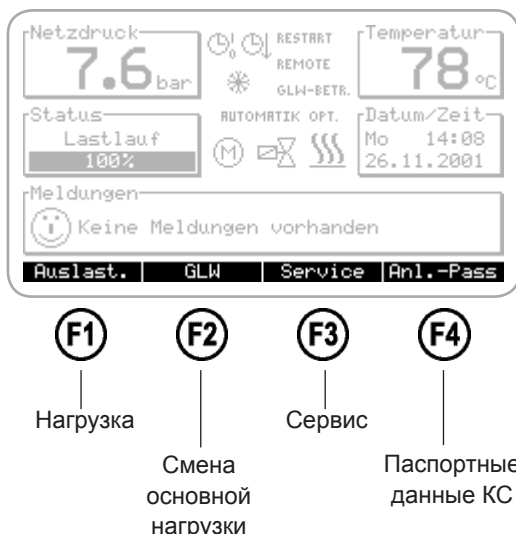 Netzdruck
7.6 bar
RESTART
REMOTE
GLW-BETR.
Temperatur
78 °C
Status
Lastlauf
100%
AUTOMATIK OPT.
M
Datum/Zeit
Mo 14:08
26.11.2001
Meldungen
Keine Meldungen vorhanden
Auslast. GLW Service Anl.-Pass
F1 F2 F3 F4
Нагрузка
Сервис
Смена
основной
нагрузки
Паспортные
данные КС